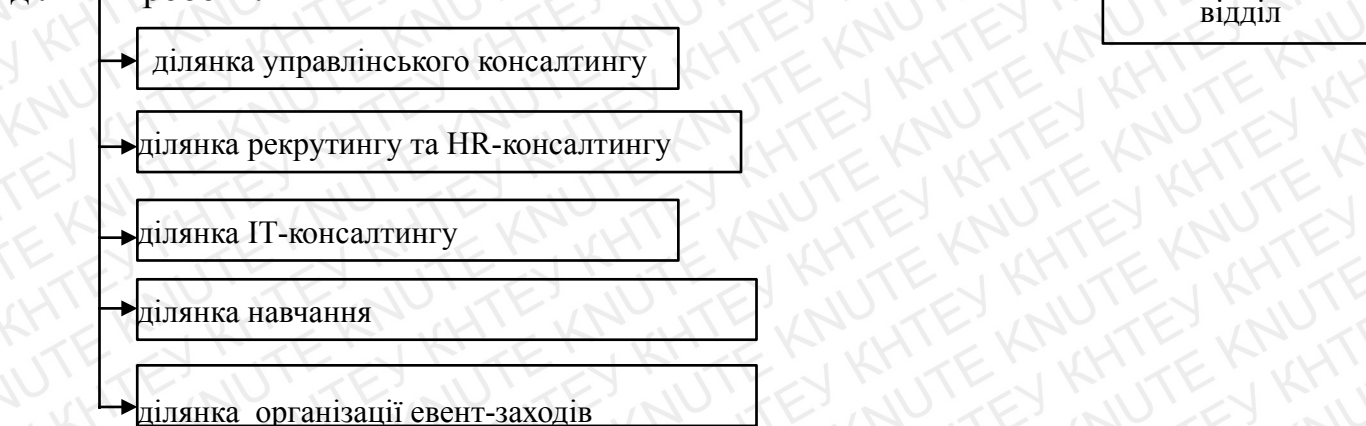 відділ
ділянка управлінського консалтингу
ділянка рекрутингу та HR-консалтингу
ділянка ІТ-консалтингу
ділянка навчання
ділянка організації евент-заходів